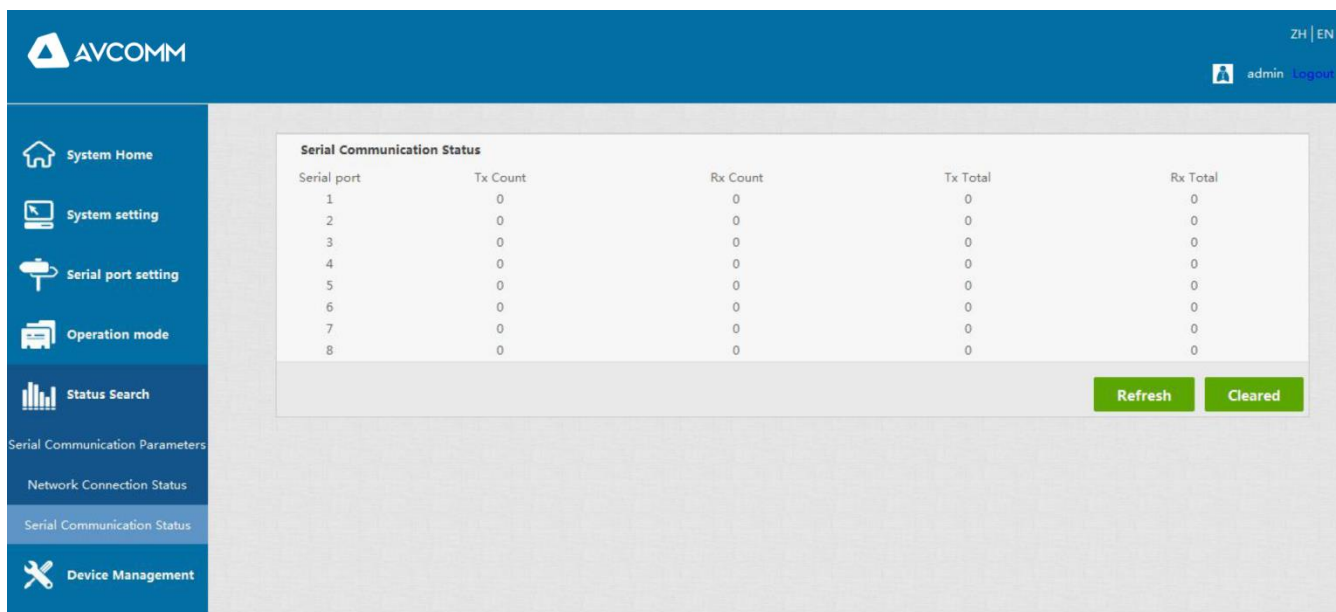 AVCOMM
ZH | EN
admin Logout
System Home
System setting
Serial port setting
Operation mode
Status Search
Serial Communication Parameters
Network Connection Status
Serial Communication Status
Device Management
Serial Communication Status
Serial port Tx Count Rx Count Tx Total Rx Total
1 0 0 0 0
2 0 0 0 0
3 0 0 0 0
4 0 0 0 0
5 0 0 0 0
6 0 0 0 0
7 0 0 0 0
8 0 0 0 0
Refresh Cleared